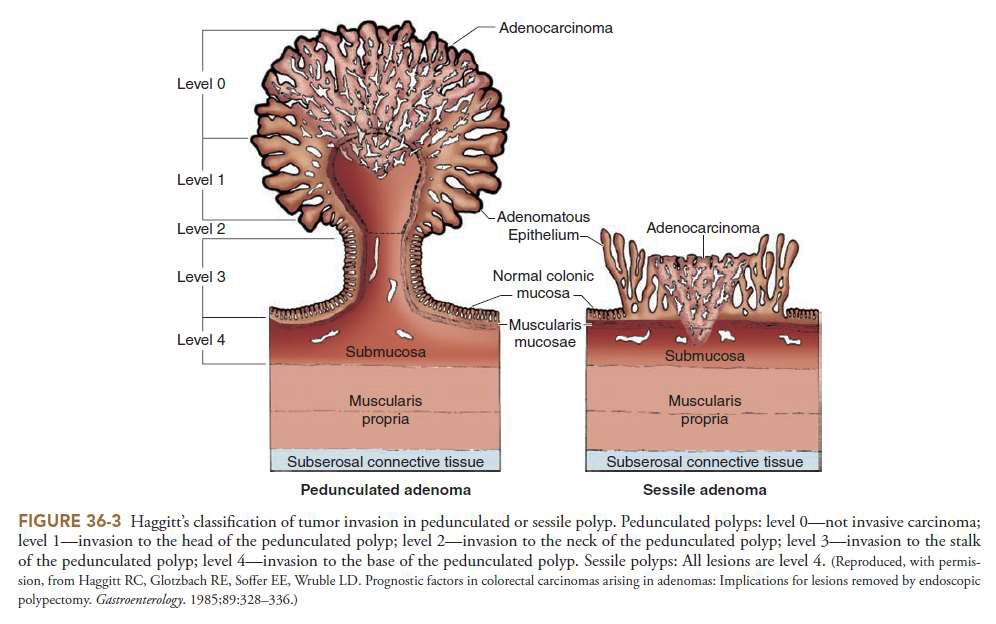 Adenocarcinoma
Level 0
Level 1
Level 2
Level 3
Level 4
Adenomatous
Epithelium
Adenocarcinoma
Normal colonic
mucosa
Muscularis
mucosae
Submucosa
Submucosa
Muscularis
propria
Muscularis
propria
Subserosal connective tissue
Subserosal connective tissue
Pedunculated adenoma
Sessile adenoma
FIGURE 36-3 Haggitt's classification of tumor invasion in pedunculated or sessile polyp. Pedunculated polyps: level 0—not invasive carcinoma;
level 1—invasion to the head of the pedunculated polyp; level 2—invasion to the neck of the pedunculated polyp; level 3—invasion to the stalk
of the pedunculated polyp; level 4—invasion to the base of the pedunculated polyp. Sessile polyps: All lesions are level 4. (Reproduced, with permis-
sion, from Haggitt RC, Glotzbach RE, Soffer EE, Wruble LD. Prognostic factors in colorectal carcinomas arising in adenomas: Implications for lesions removed by endoscopic
polypectomy. Gastroenterology. 1985;89:328–336.)